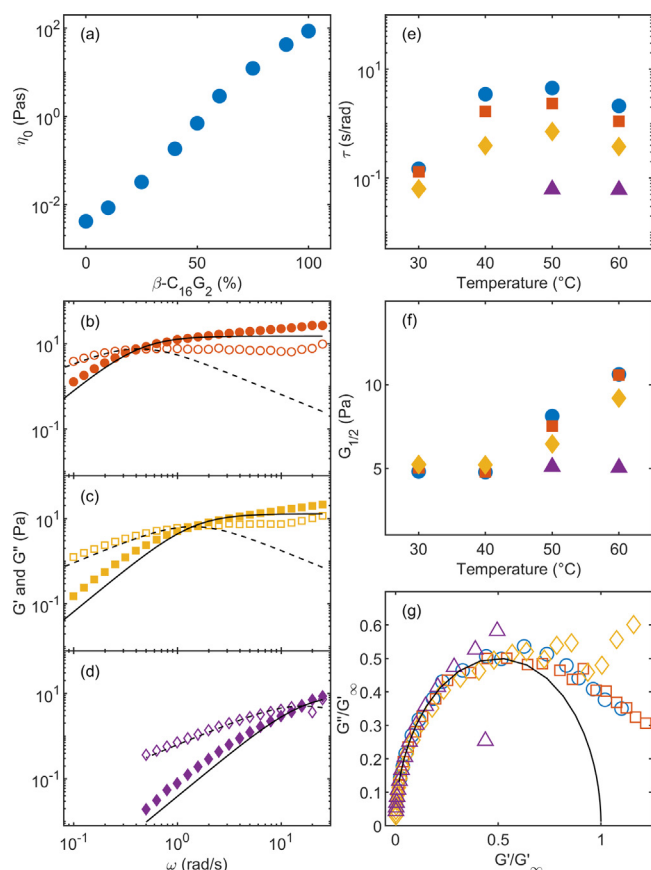 (a)
η₀ (Pas)
10²
10⁰
10⁻²
0 50 100
β-C₁₆G₂ (%)
(b)
10¹
10⁻¹
(c)
G' and G'' (Pa)
10¹
10⁻¹
(d)
10¹
10⁻¹
10⁻¹ 10⁰ 10¹
ω (rad/s)
(e)
τ (s/rad)
10¹
10⁻¹
30 40 50 60
Temperature (°C)
(f)
G₁/₂ (Pa)
10
5
30 40 50 60
Temperature (°C)
(g)
G''/G'∞
0.5
0.4
0.3
0.2
0.1
0
0 0.5 1
G'/G'∞